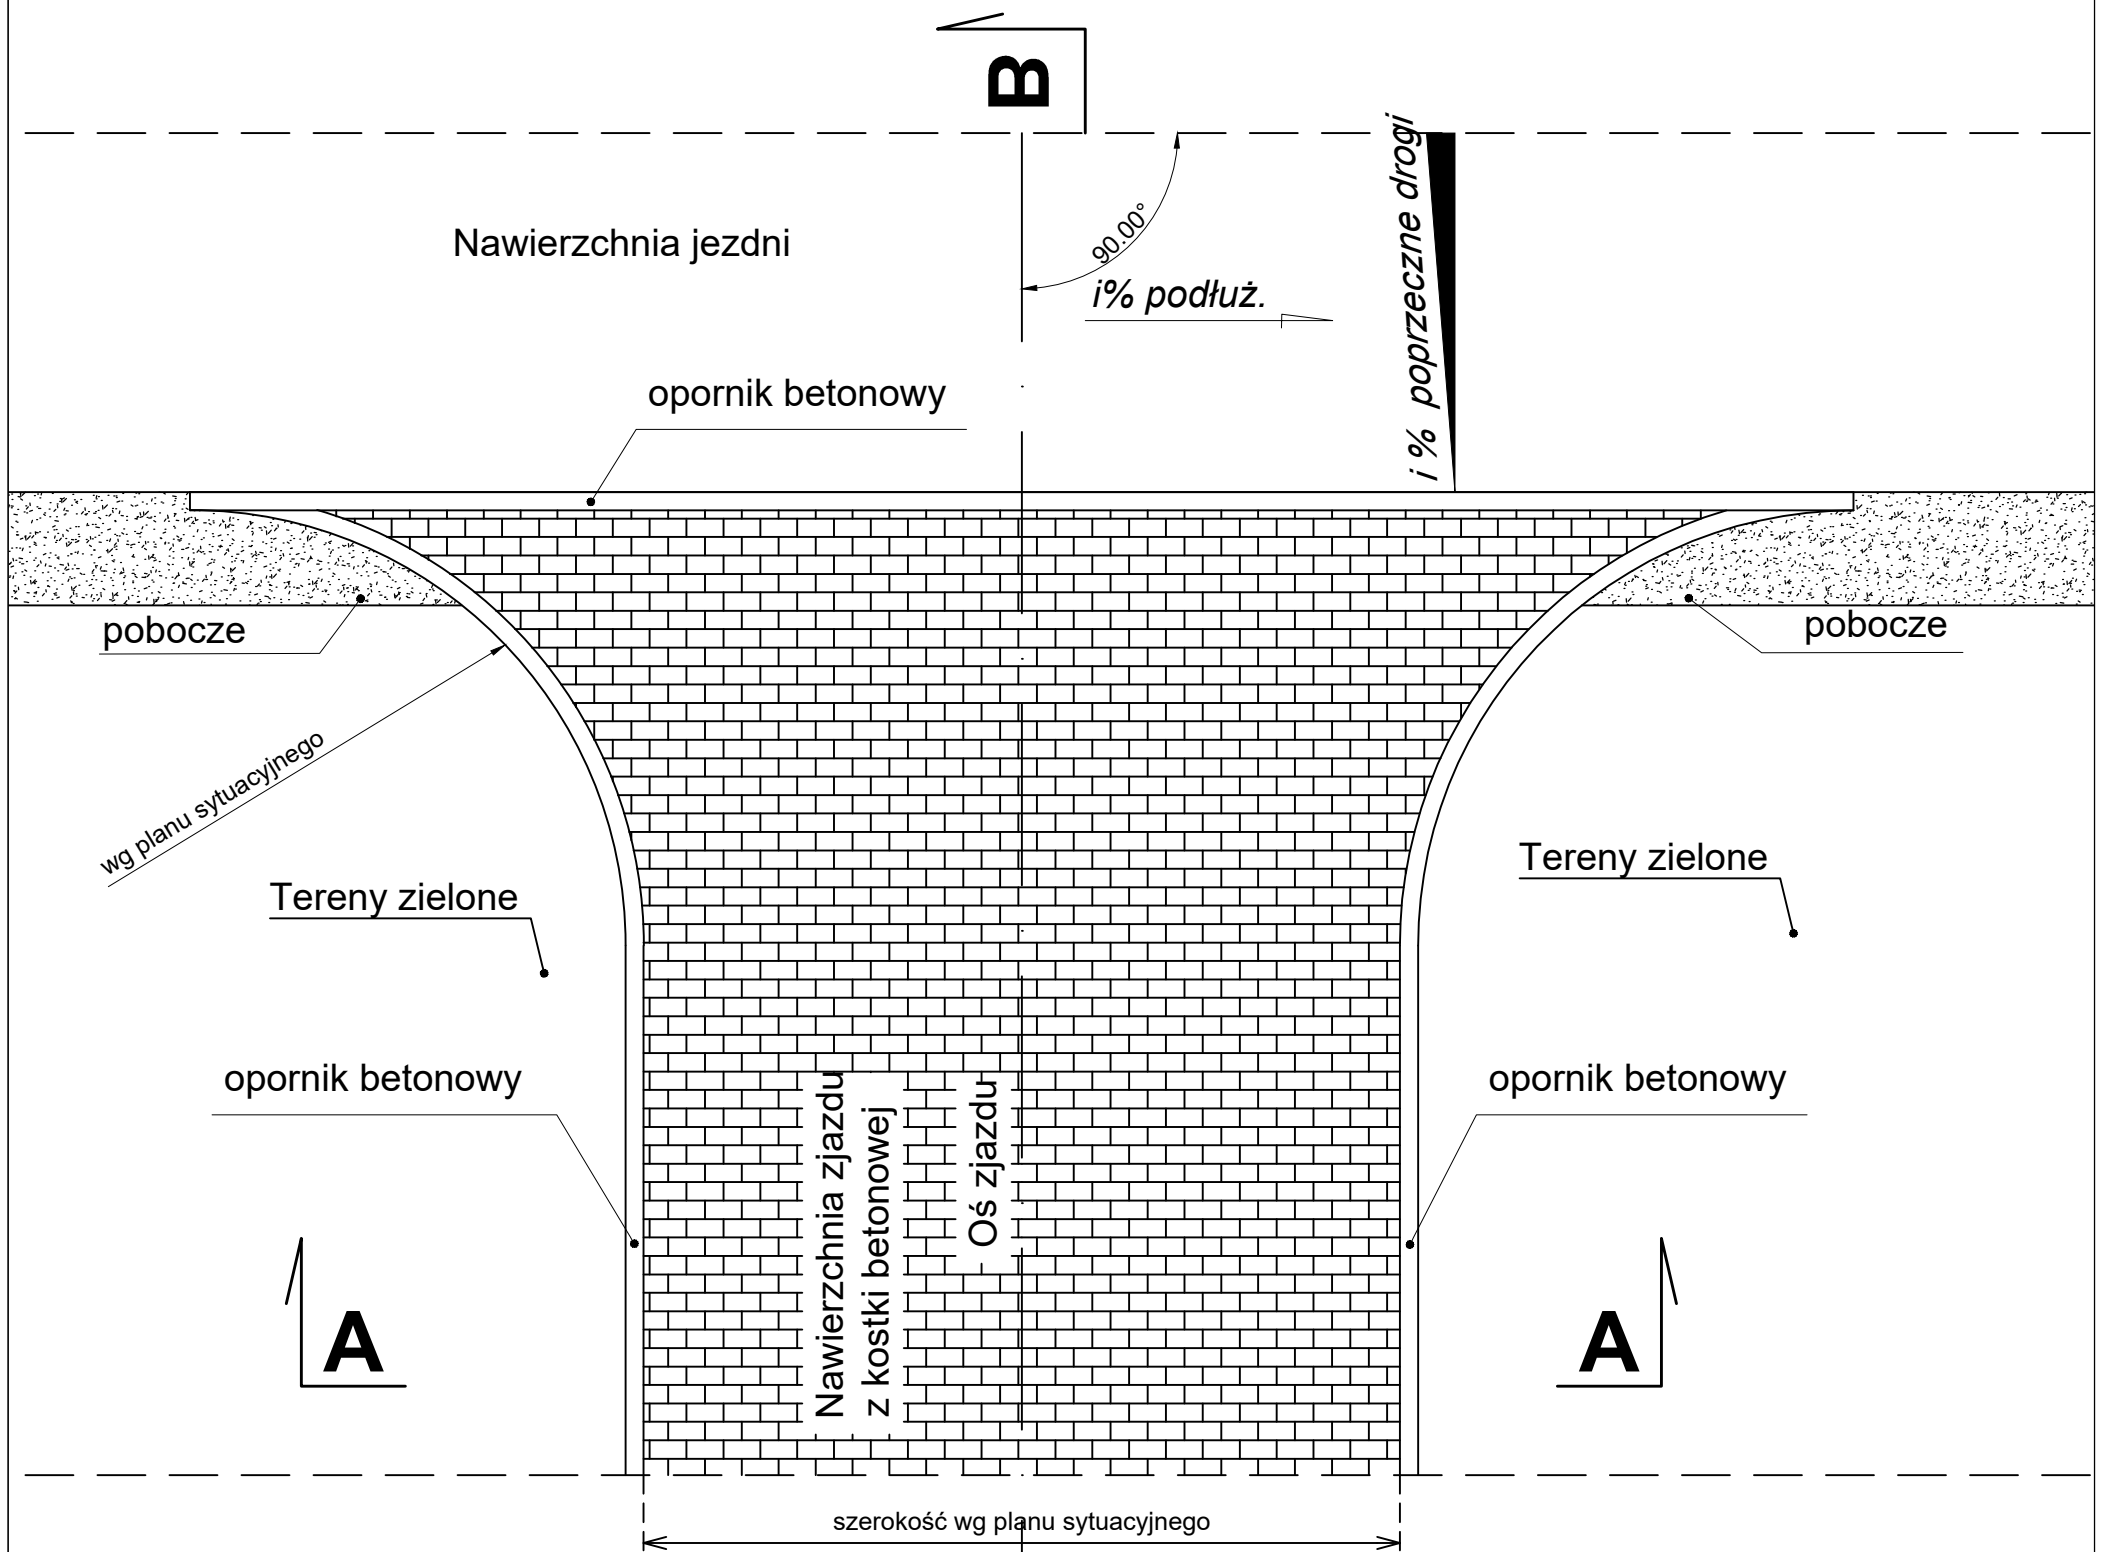 B
Nawierzchnia jezdni
90.00°
i% podłuż.
i % poprzeczne drogi
opornik betonowy
pobocze
pobocze
wg planu sytuacyjnego
Tereny zielone
Tereny zielone
opornik betonowy
opornik betonowy
Nawierzchnia zjazdu
z kostki betonowej
Oś zjazdu
A
A
szerokość wg planu sytuacyjnego